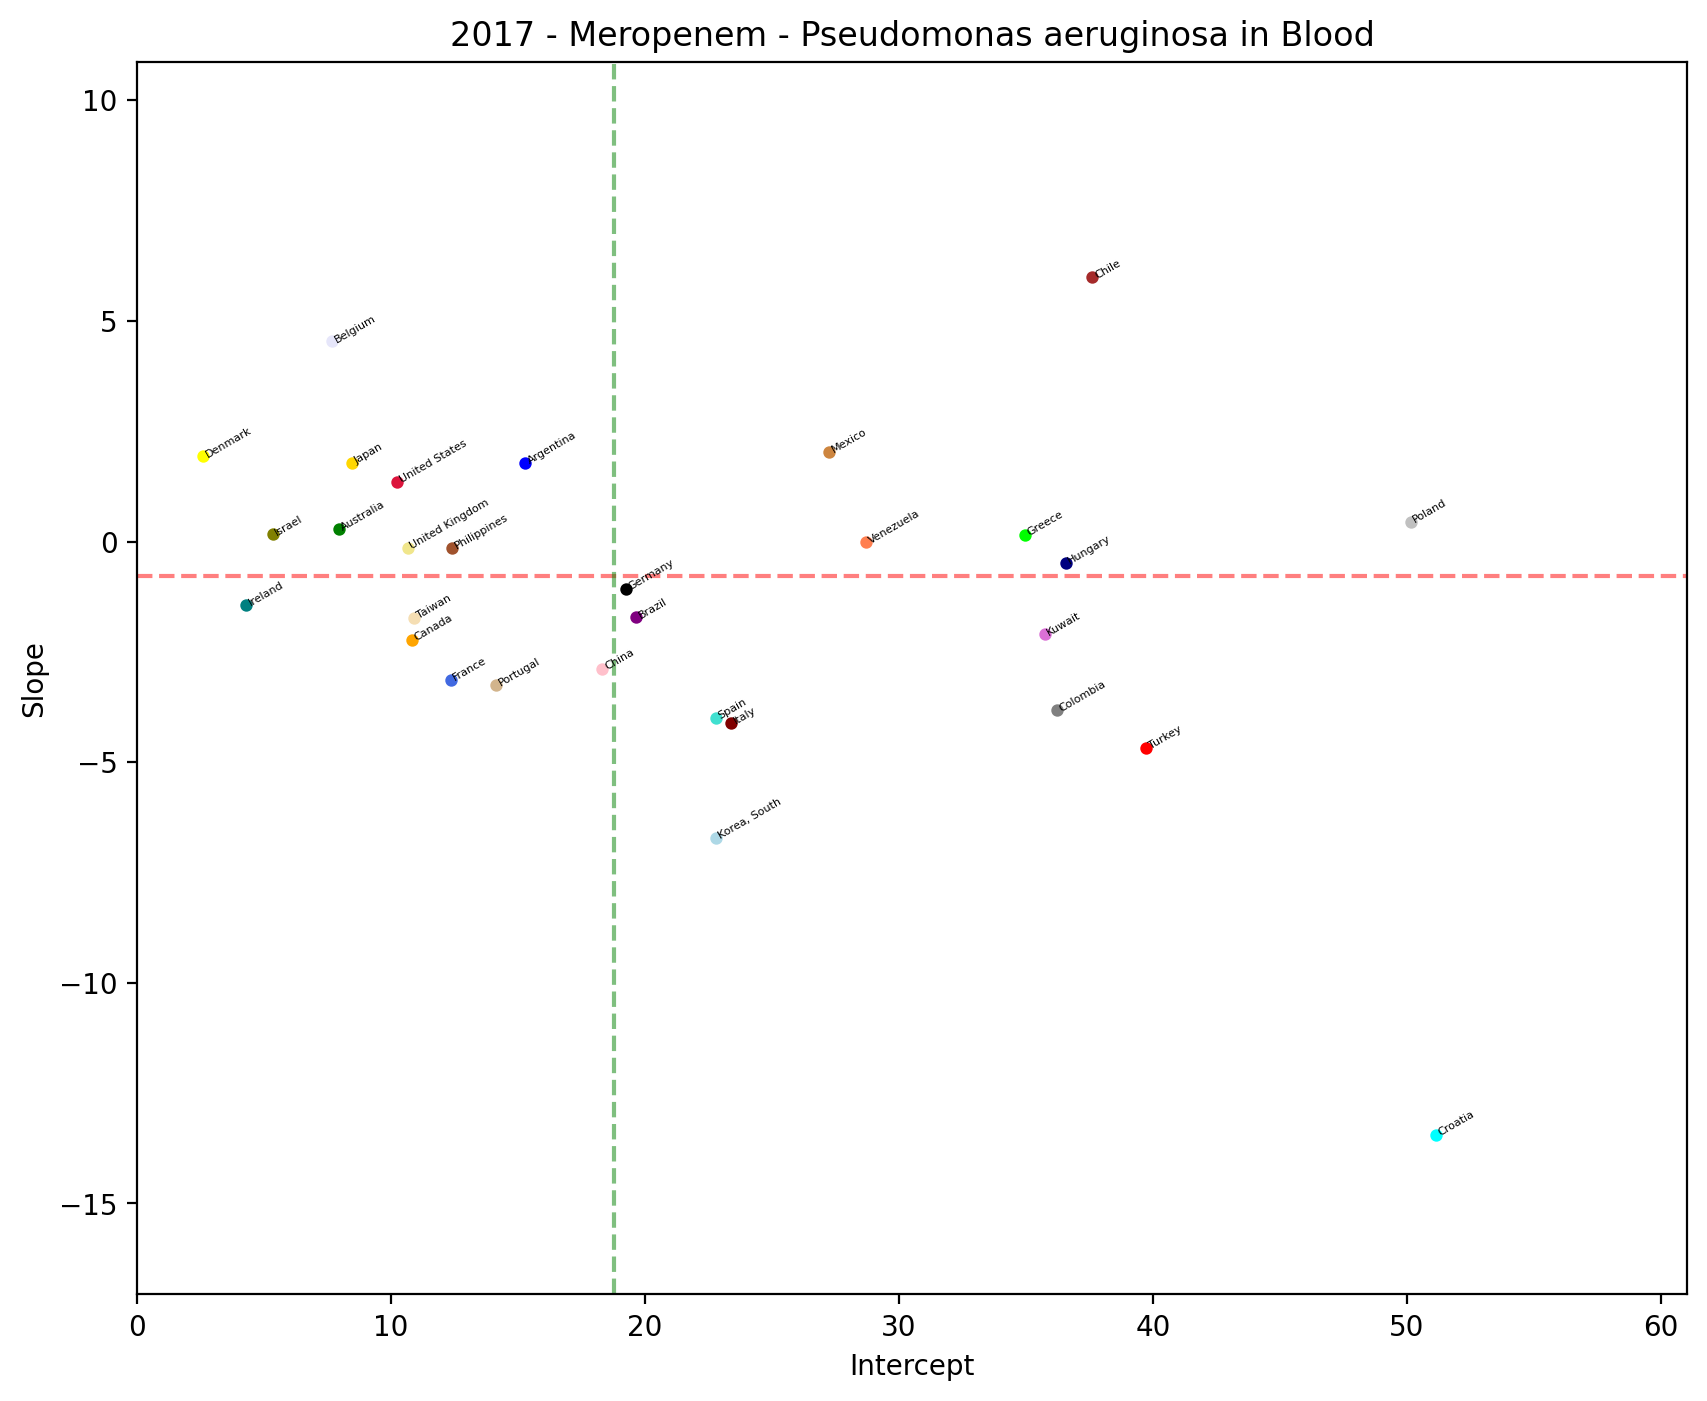 2017 - Meropenem - Pseudomonas aeruginosa in Blood
10
5
0
−5
−10
−15
Slope
Chile
Belgium
Denmark
Japan
United States
Argentina
Mexico
Israel
Australia
United Kingdom
Philippines
Venezuela
Greece
Hungary
Poland
Ireland
Germany
Taiwan
Brazil
Canada
Kuwait
France
Portugal
China
Spain
Italy
Colombia
Turkey
Korea, South
Croatia
0
10
20
30
40
50
60
Intercept